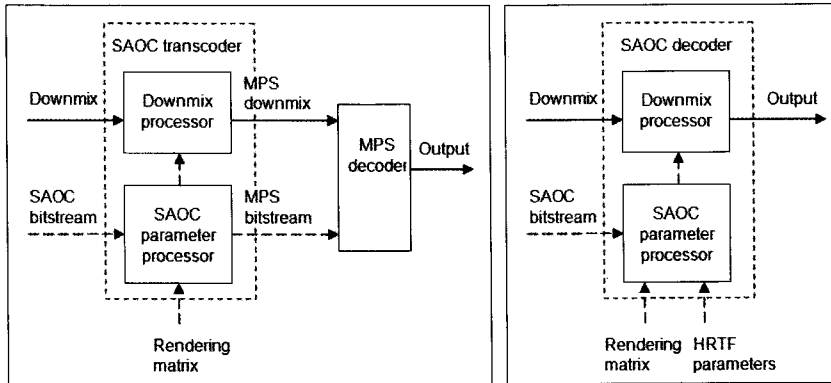 SAOC transcoder
Downmix
Downmix
processor
MPS
downmix
MPS
decoder
Output
SAOC
bitstream
SAOC
parameter
processor
MPS
bitstream
Rendering
matrix
SAOC decoder
Downmix
Downmix
processor
Output
SAOC
bitstream
SAOC
parameter
processor
Rendering
matrix
HRTF
parameters